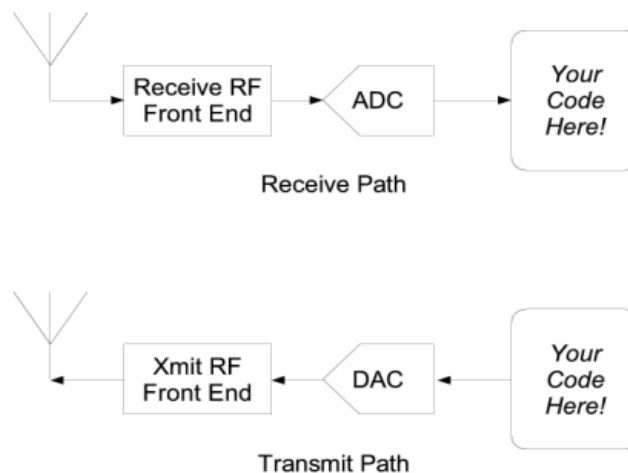 Receive RF
Front End
ADC
Your
Code
Here!
Receive Path
Xmit RF
Front End
DAC
Your
Code
Here!
Transmit Path